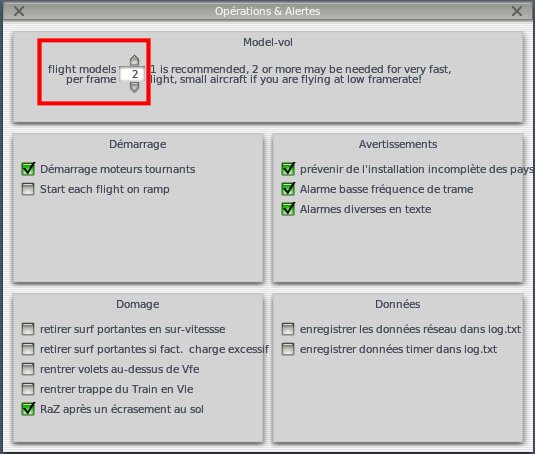 Opérations & Alertes
Model-vol
flight models
per frame
2
1 is recommended, 2 or more may be needed for very fast,
light, small aircraft if you are flying at low framerate!
Démarrage
Démarrage moteurs tournants
Start each flight on ramp
Avertissements
prévenir de l'installation incomplète des pays
Alarme basse fréquence de trame
Alarmes diverses en texte
Domage
retirer surf portantes en sur-vitessse
retirer surf portantes si fact. charge excessif
rentrer volets au-dessus de Vfe
rentrer trappe du Train en Vle
RaZ après un écrasement au sol
Données
enregistrer les données réseau dans log.txt
enregistrer données timer dans log.txt